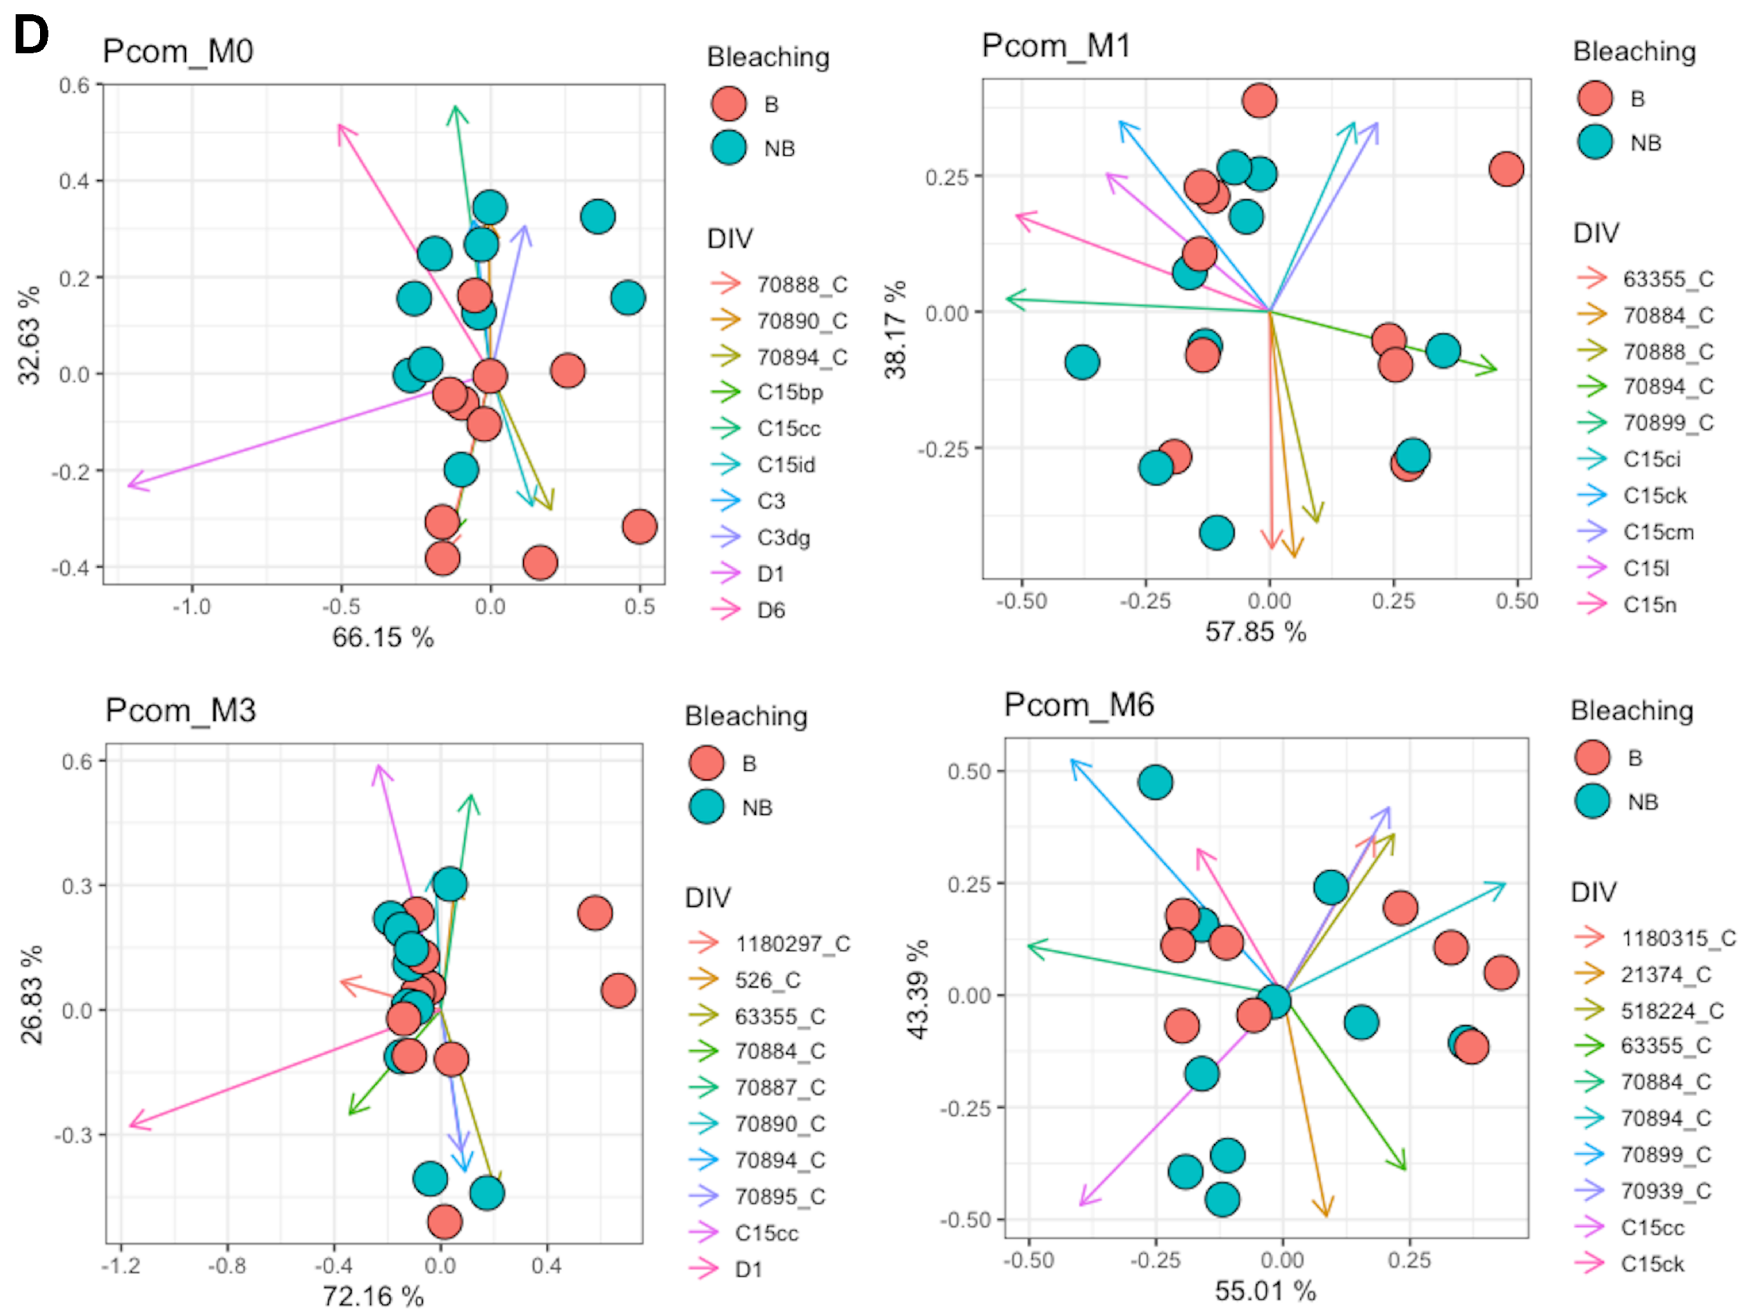 D
Pcom_M0
32.63 %
0.6
0.4
0.2
0.0
-0.2
-0.4
-1.0
-0.5
0.0
0.5
66.15 %
Bleaching
B
NB
DIV
70888_C
70890_C
70894_C
C15bp
C15cc
C15id
C3
C3dg
D1
D6
Pcom_M1
38.17 %
0.25
0.00
-0.25
-0.50
-0.25
0.00
0.25
0.50
57.85 %
Bleaching
B
NB
DIV
63355_C
70884_C
70888_C
70894_C
70899_C
C15ci
C15ck
C15cm
C15l
C15n
Pcom_M3
26.83 %
0.6
0.3
0.0
-0.3
-1.2
-0.8
-0.4
0.0
0.4
72.16 %
Bleaching
B
NB
DIV
1180297_C
526_C
63355_C
70884_C
70887_C
70890_C
70894_C
70895_C
C15cc
D1
Pcom_M6
43.39 %
0.50
0.25
0.00
-0.25
-0.50
-0.50
-0.25
0.00
0.25
55.01 %
Bleaching
B
NB
DIV
1180315_C
21374_C
518224_C
63355_C
70884_C
70894_C
70899_C
70939_C
C15cc
C15ck